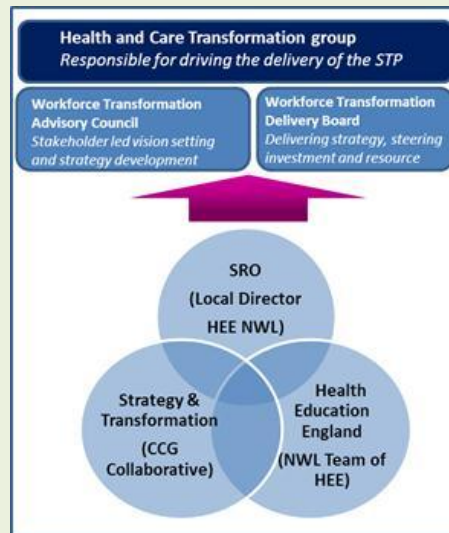 Health and Care Transformation group
Responsible for driving the delivery of the STP
Workforce Transformation
Advisory Council
Stakeholder led vision setting
and strategy development
Workforce Transformation
Delivery Board
Delivering strategy, steering
investment and resource
SRO
(Local Director
HEE NWL)
Strategy &
Transformation
(CCG
Collaborative)
Health
Education
England
(NWL Team of
HEE)